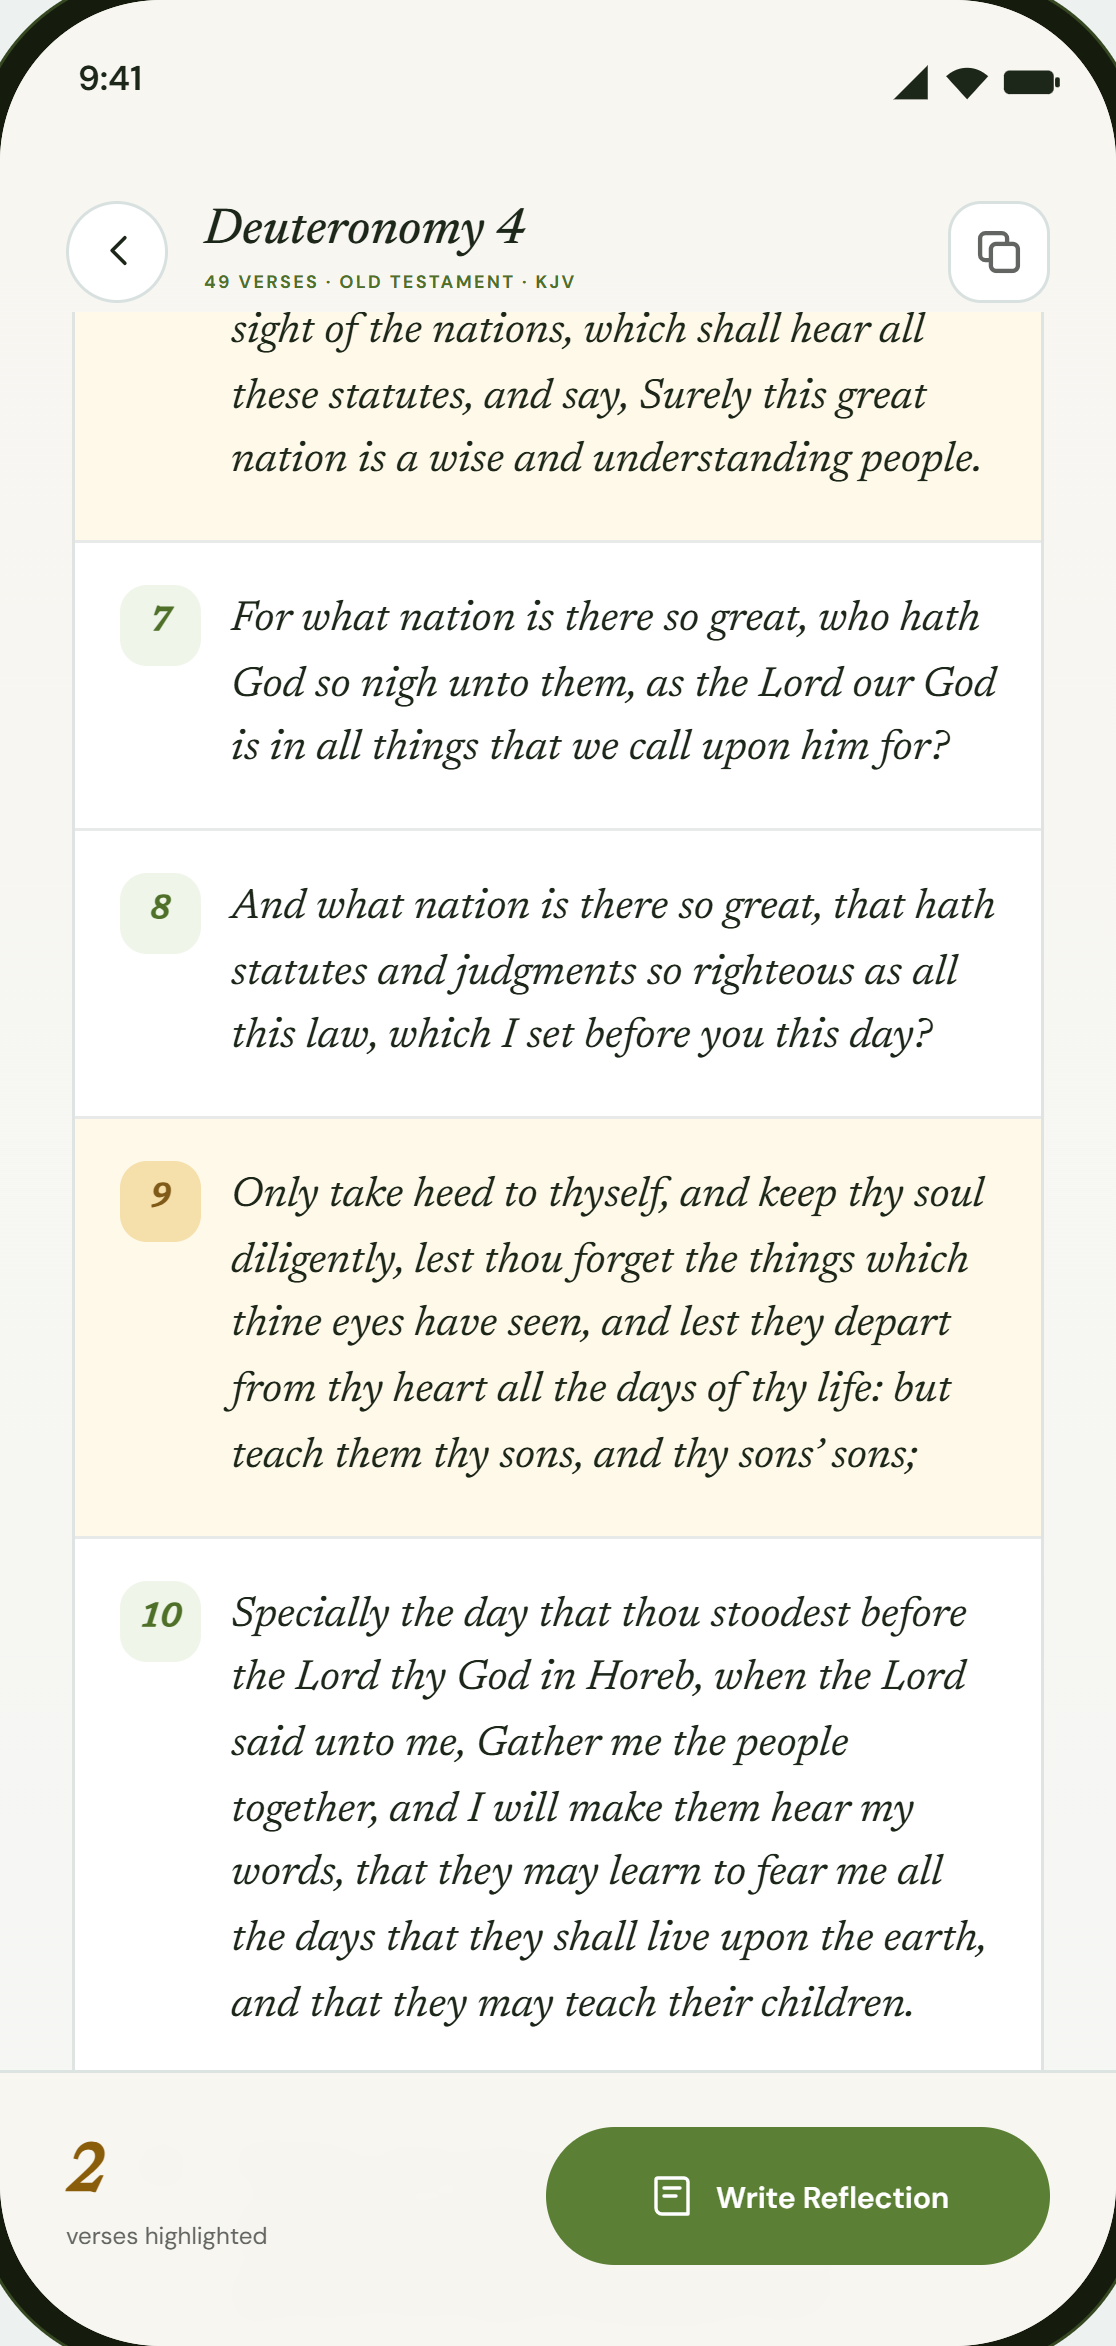 9:41
Deuteronomy 4
49 VERSES · OLD TESTAMENT · KJV
sight of the nations, which shall hear all
these statutes, and say, Surely this great
nation is a wise and understanding people.
7
For what nation is there so great, who hath
God so nigh unto them, as the Lord our God
is in all things that we call upon him for?
8
And what nation is there so great, that hath
statutes and judgments so righteous as all
this law, which I set before you this day?
9
Only take heed to thyself, and keep thy soul
diligently, lest thou forget the things which
thine eyes have seen, and lest they depart
from thy heart all the days of thy life: but
teach them thy sons, and thy sons’ sons;
10
Specially the day that thou stoodest before
the Lord thy God in Horeb, when the Lord
said unto me, Gather me the people
together, and I will make them hear my
words, that they may learn to fear me all
the days that they shall live upon the earth,
and that they may teach their children.
2
verses highlighted
Write Reflection